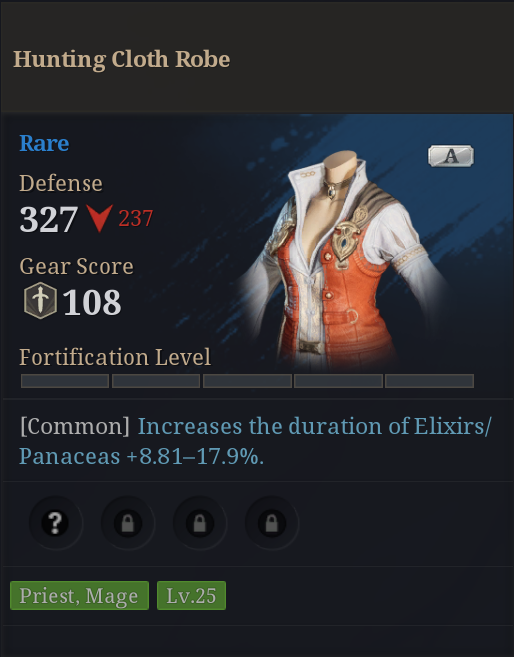 Hunting Cloth Robe
Rare
A
Defense
327 237
Gear Score
108
Fortification Level
[Common] Increases the duration of Elixirs/
Panaceas +8.81–17.9%.
?
Priest, Mage Lv.25